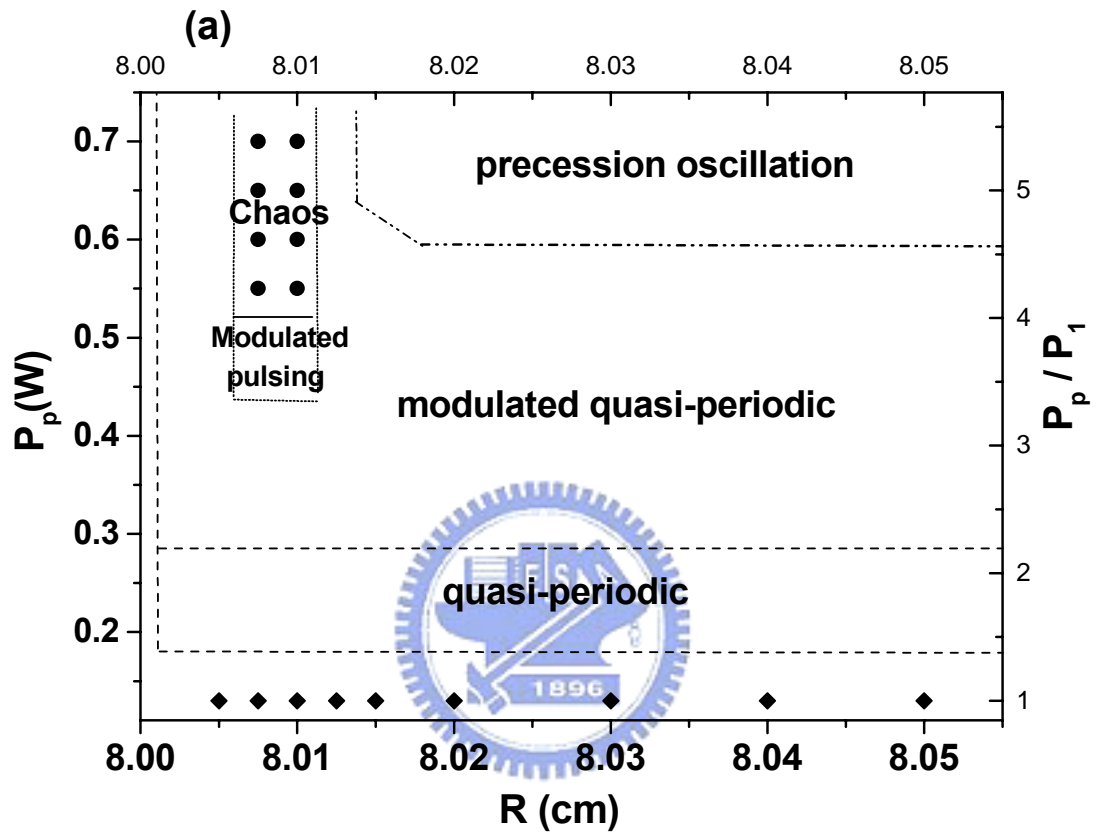 (a)
8.00 8.01 8.02 8.03 8.04 8.05
0.7
0.6
0.5
0.4
0.3
0.2
P_p(W)
precession oscillation
Chaos
Modulated
pulsing
modulated quasi-periodic
quasi-periodic
E S
1896
5
4
3
2
1
P_p / P_1
8.00 8.01 8.02 8.03 8.04 8.05
R (cm)